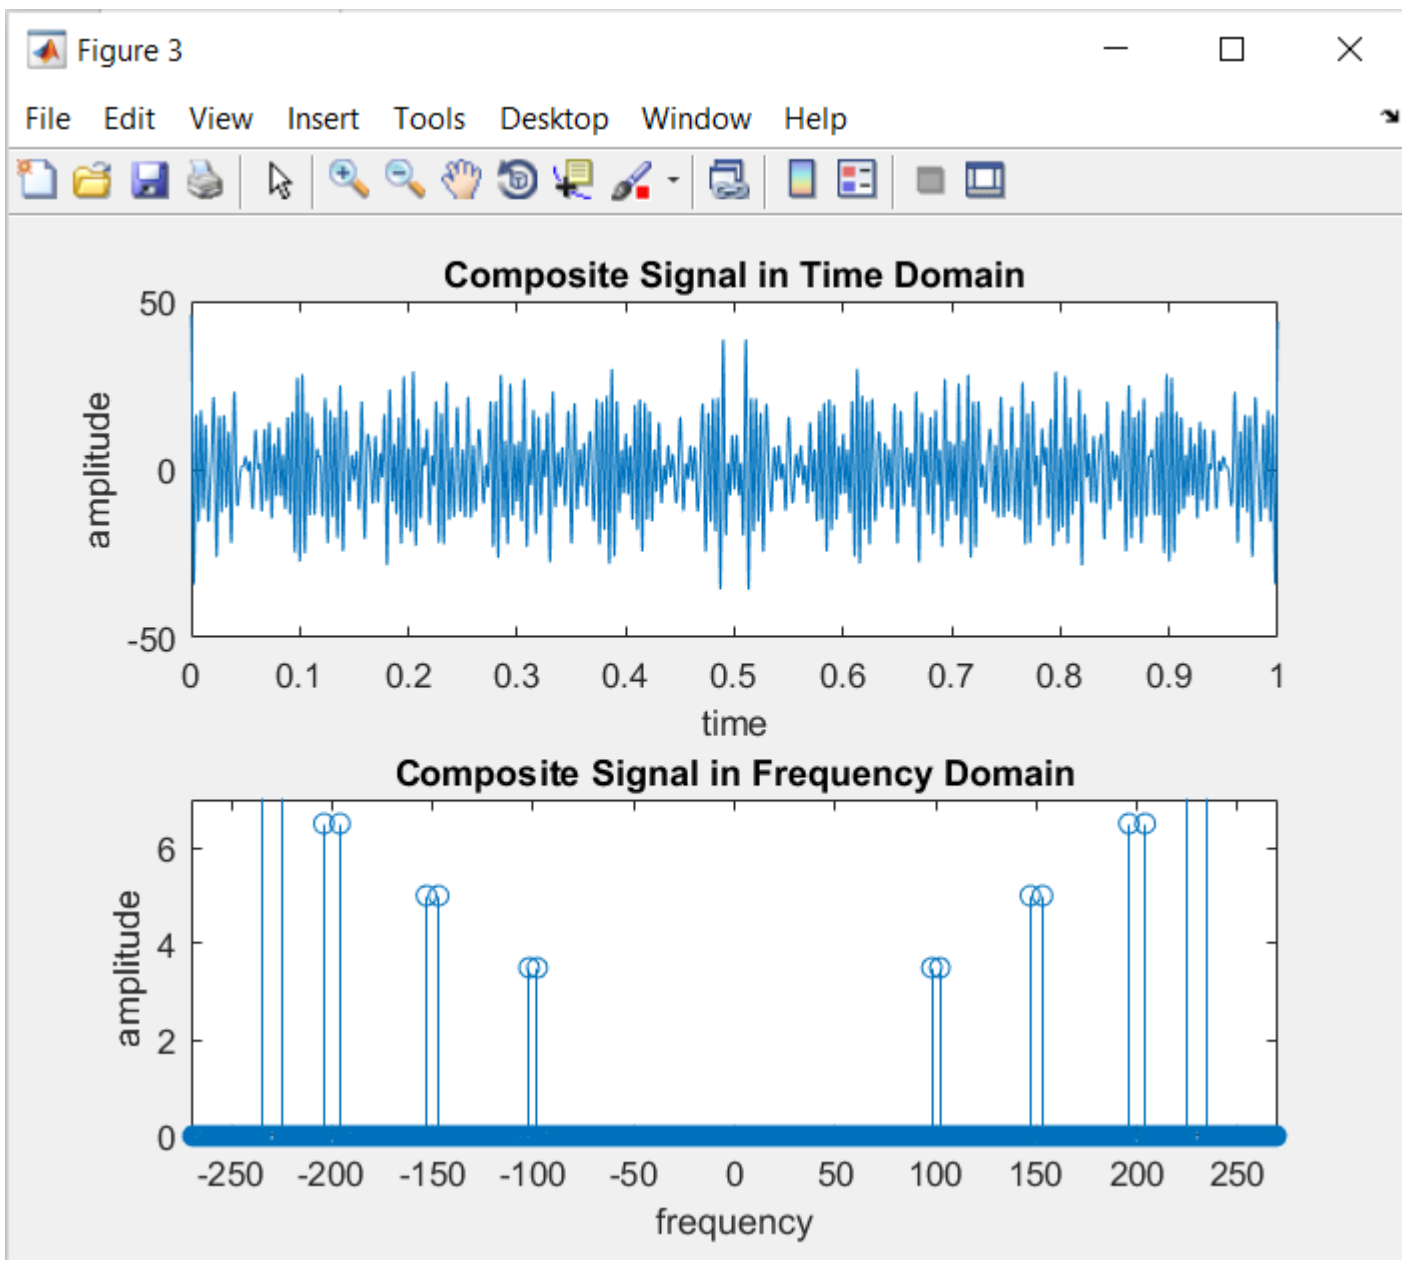 Figure 3
File Edit View Insert Tools Desktop Window Help
Composite Signal in Time Domain
50
0
-50
amplitude
0 0.1 0.2 0.3 0.4 0.5 0.6 0.7 0.8 0.9 1
time
Composite Signal in Frequency Domain
6
4
2
0
amplitude
-250 -200 -150 -100 -50 0 50 100 150 200 250
frequency